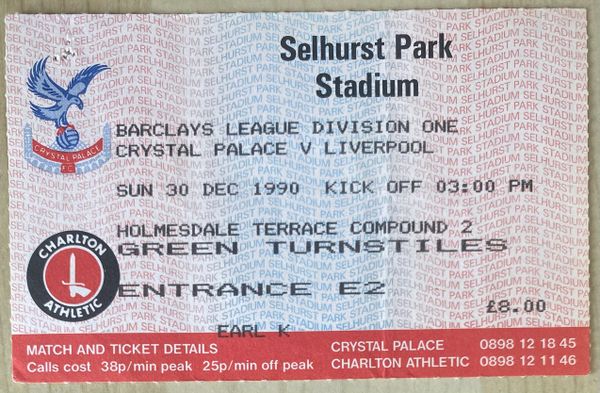 Selhurst Park
Stadium
CRYSTAL PALACE
F.C.
BARCLAYS LEAGUE DIVISION ONE
CRYSTAL PALACE V LIVERPOOL
SUN 30 DEC 1990 KICK OFF 03:00 PM
HOLMESDALE TERRACE COMPOUND 2
GREEN TURNSTILES
CHARLTON
ATHLETIC
ENTRANCE E2
£8.00
EARL K
MATCH AND TICKET DETAILS
Calls cost 38p/min peak 25p/min off peak
CRYSTAL PALACE 0898 12 18 45
CHARLTON ATHLETIC 0898 12 11 46